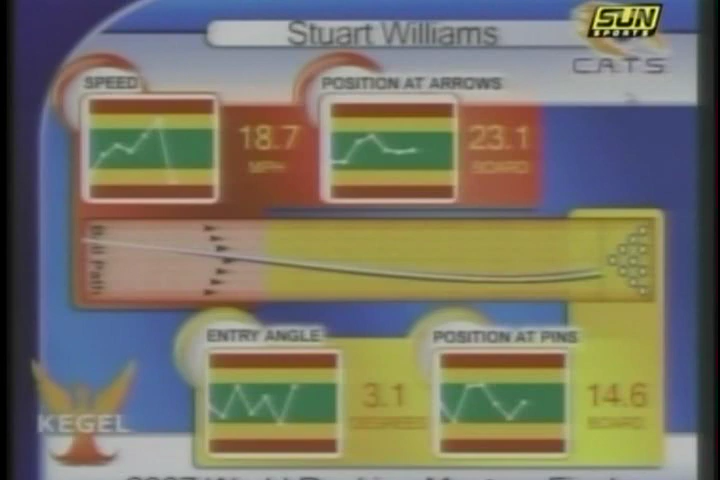 Stuart Williams
SUN
SPORTS
C.A.T.S
SPEED
POSITION AT ARROWS
18.7
MPH
23.1
BOARD
Ball Path
ENTRY ANGLE
POSITION AT PINS
3.1
DEGREES
14.6
BOARD
KEGEL